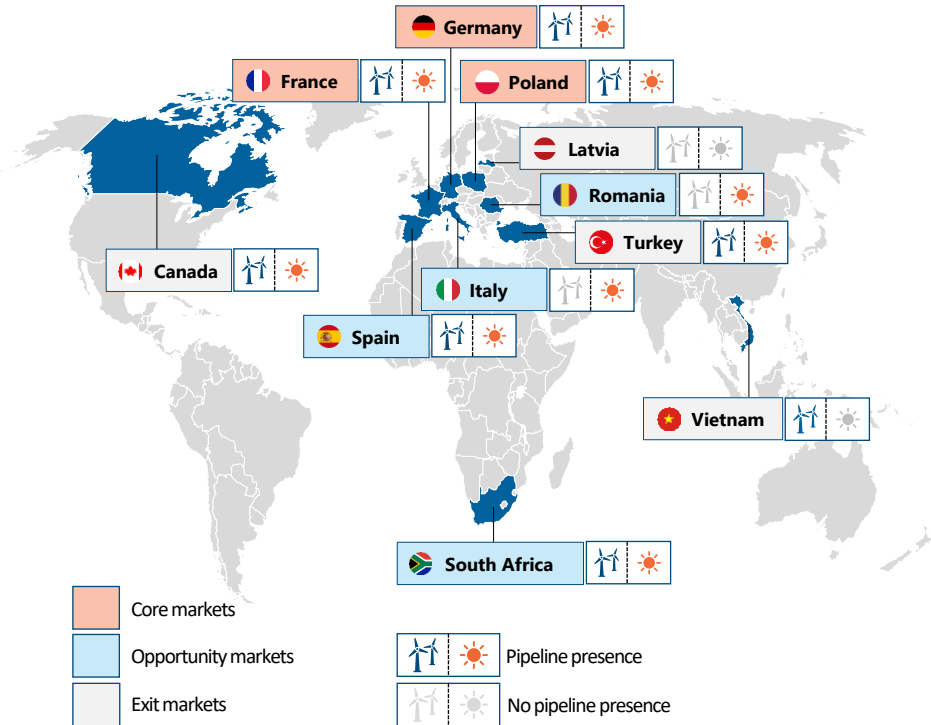 Germany
France
Poland
Latvia
Romania
Turkey
Canada
Italy
Spain
Vietnam
South Africa
Core markets
Opportunity markets
Pipeline presence
Exit markets
No pipeline presence